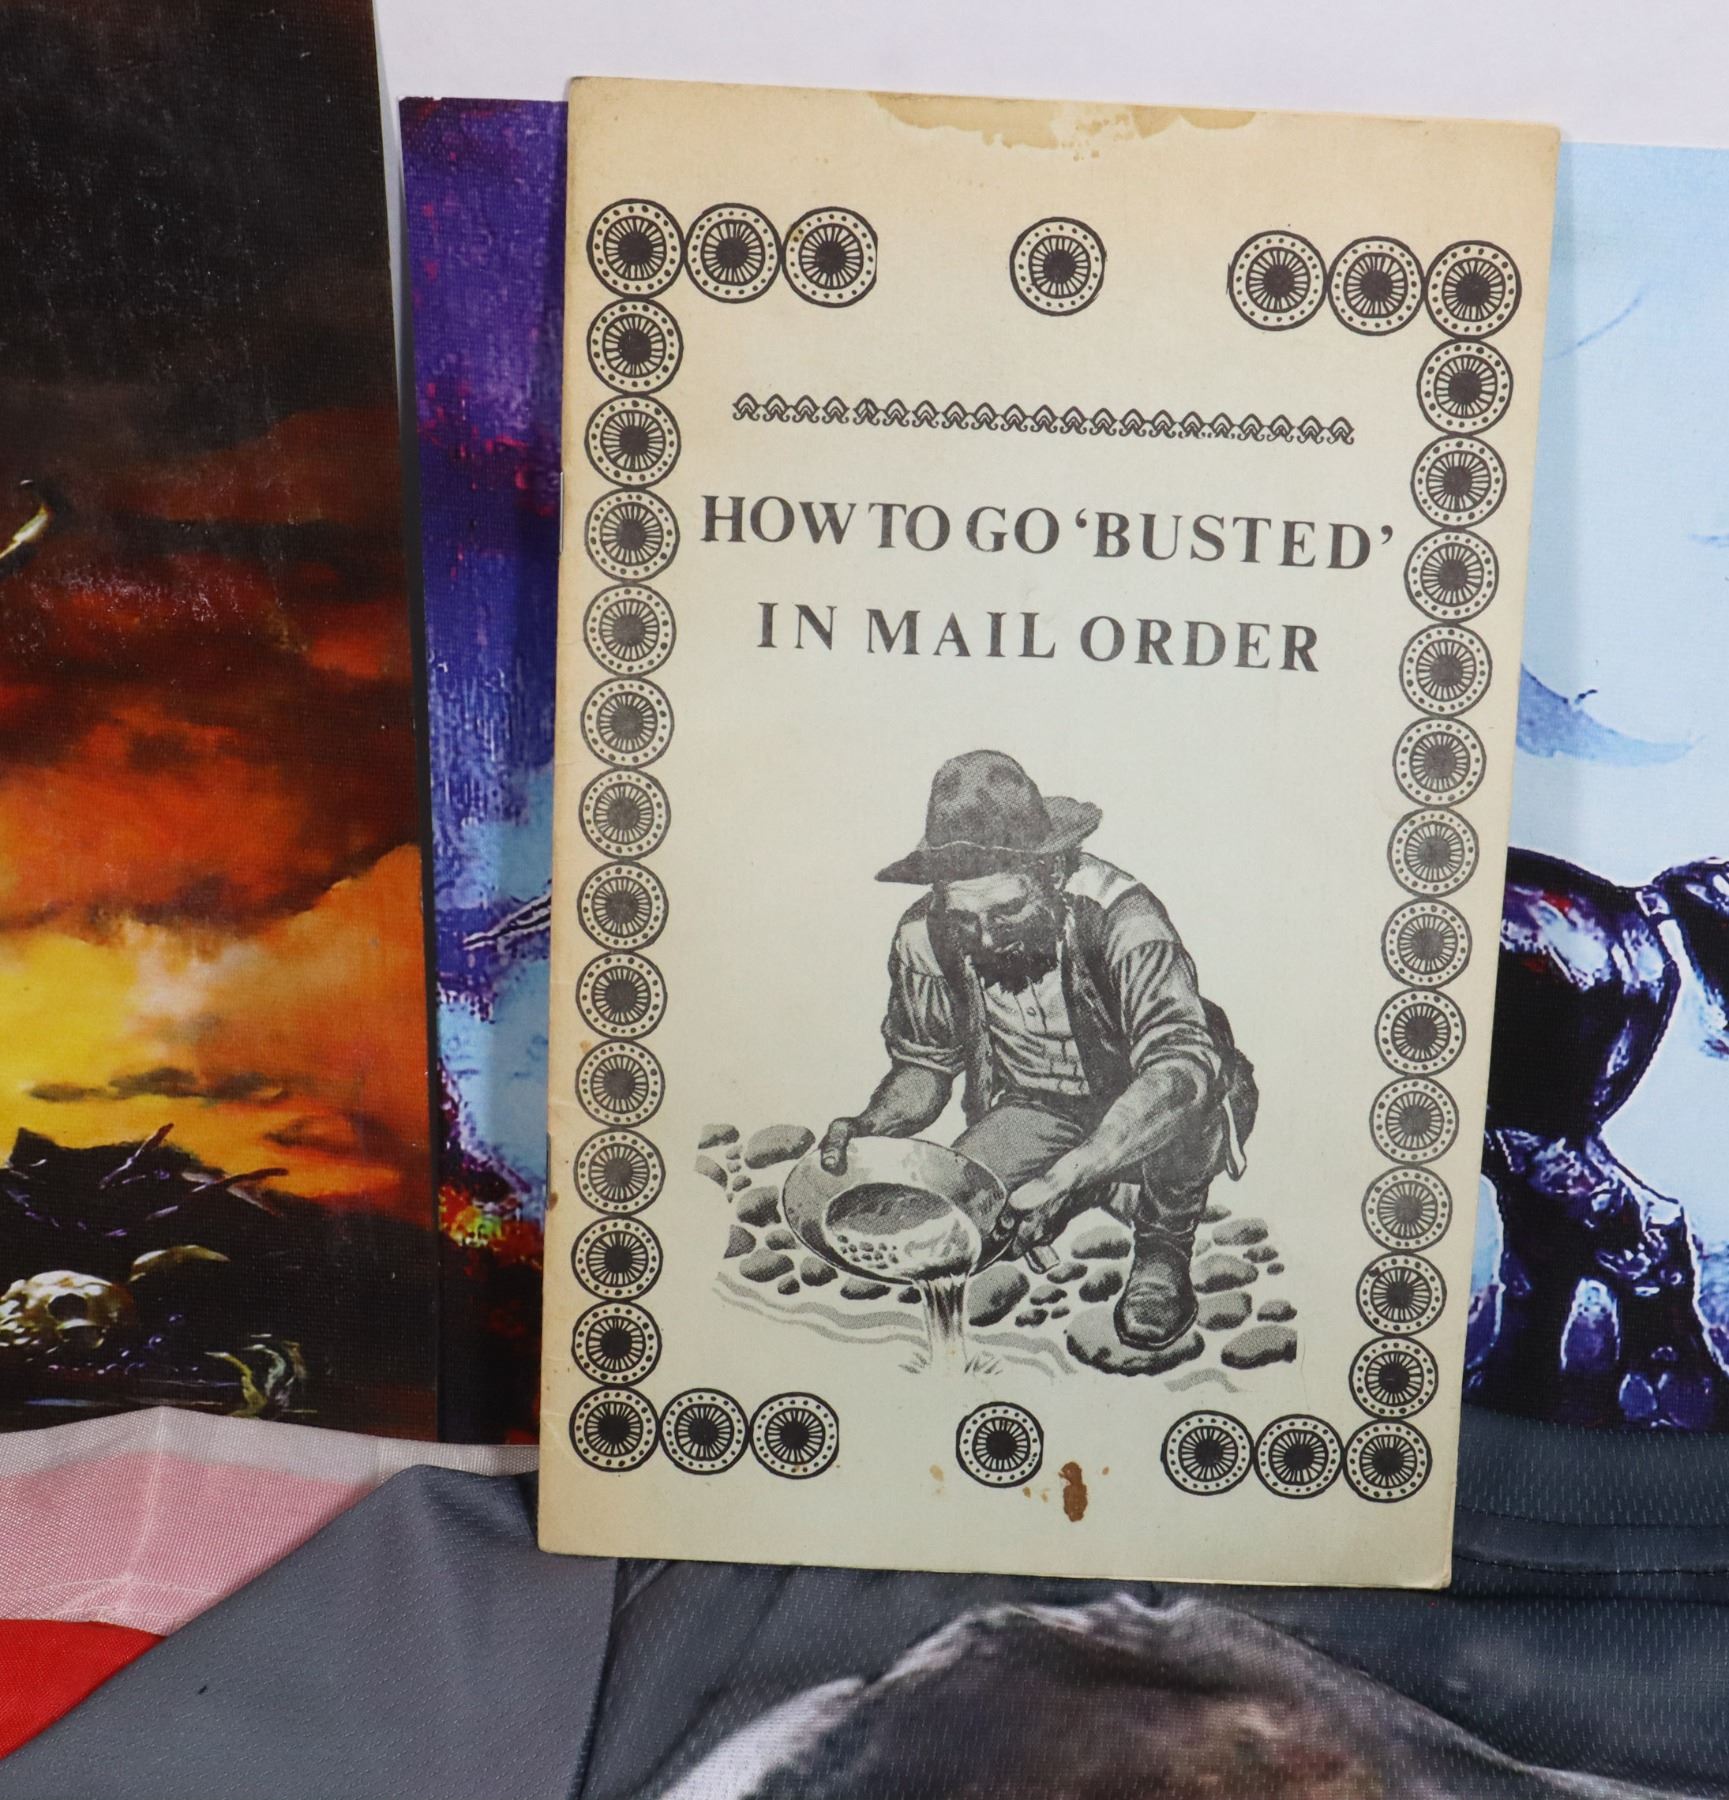 HOW TO GO ‘BUSTED’
IN MAIL ORDER